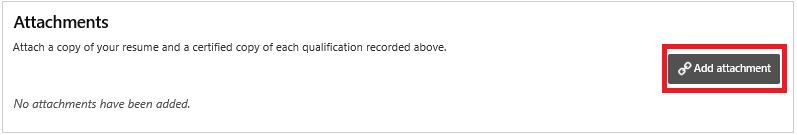 Attachments
Attach a copy of your resume and a certified copy of each qualification recorded above.
Add attachment
No attachments have been added.